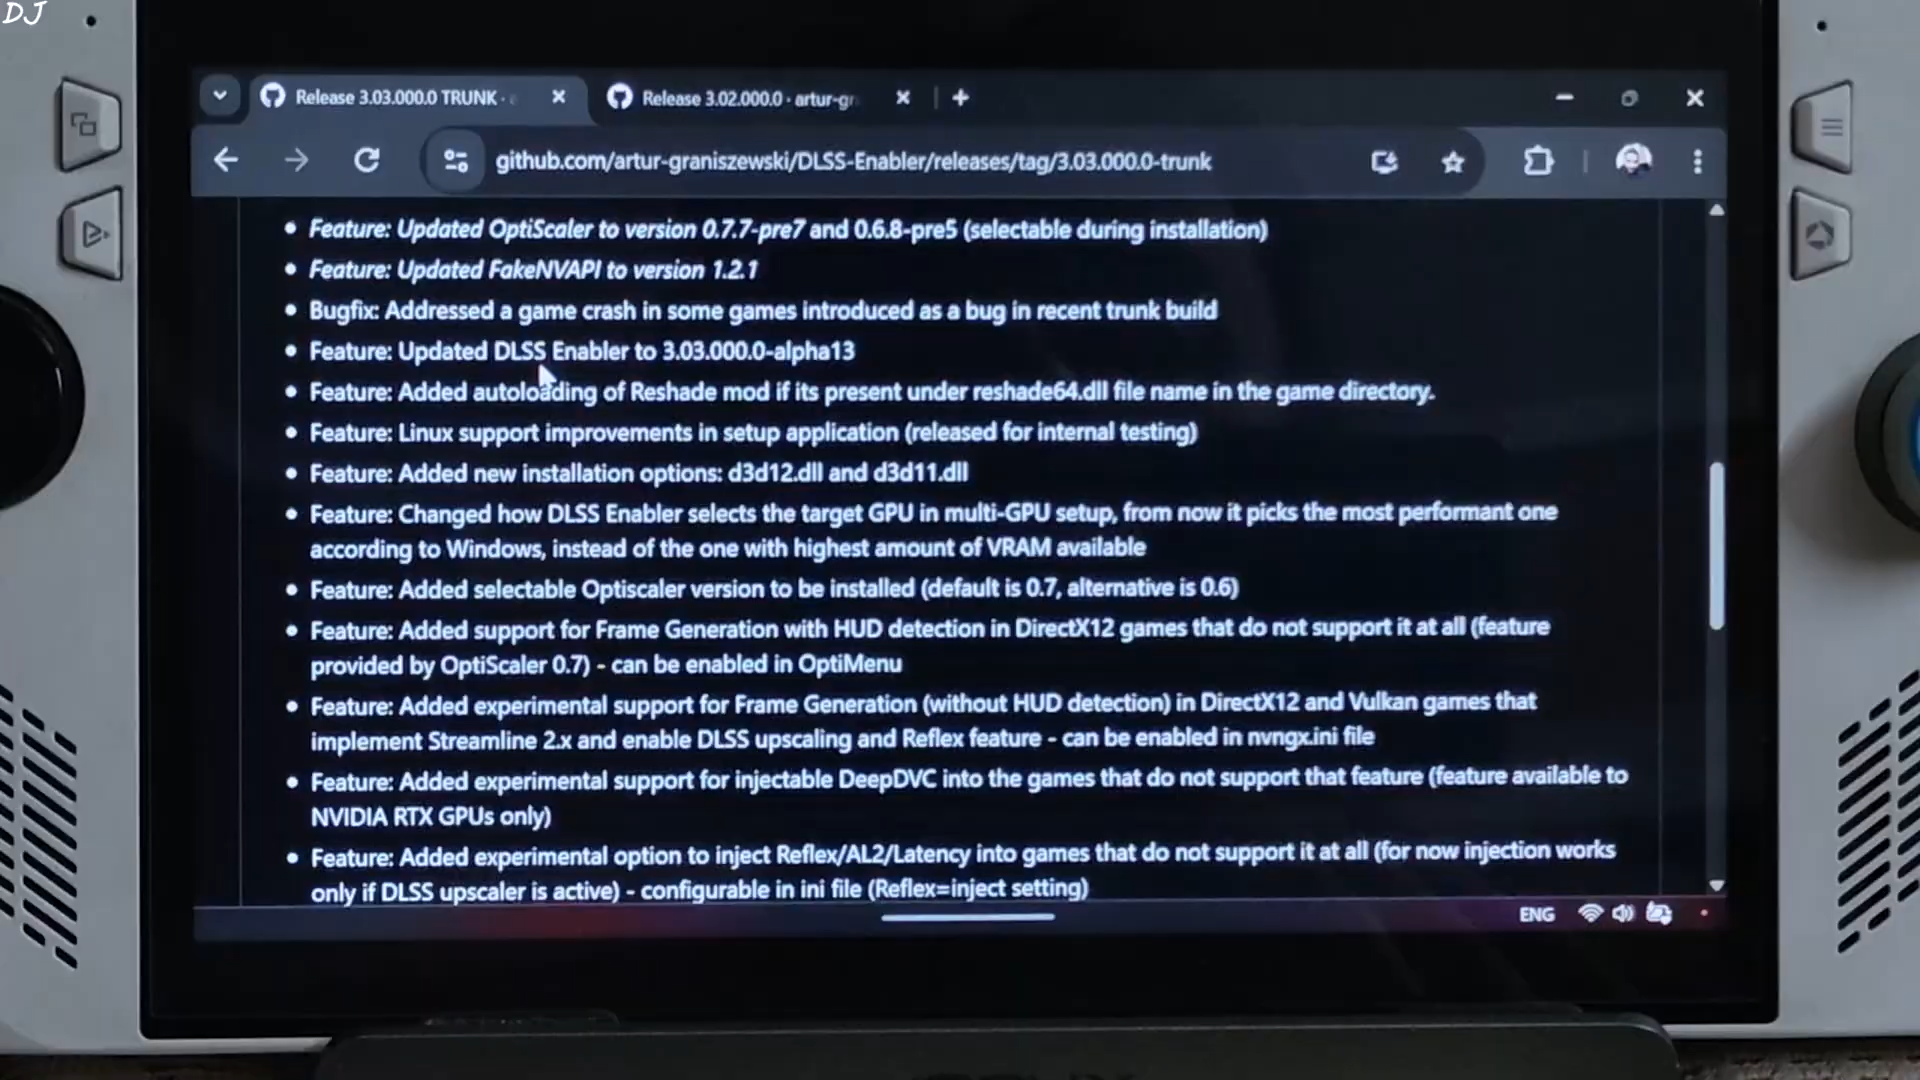 DJ
Release 3.03.000.0 TRUNK ·
Release 3.02.000.0 · artur-gr
github.com/artur-graniszewski/DLSS-Enabler/releases/tag/3.03.000.0-trunk
Feature: Updated OptiScaler to version 0.7.7-pre7 and 0.6.8-pre5 (selectable during installation)
Feature: Updated FakeNVAPI to version 1.2.1
Bugfix: Addressed a game crash in some games introduced as a bug in recent trunk build
Feature: Updated DLSS Enabler to 3.03.000.0-alpha13
Feature: Added autoloading of Reshade mod if its present under reshade64.dll file name in the game directory.
Feature: Linux support improvements in setup application (released for internal testing)
Feature: Added new installation options: d3d12.dll and d3d11.dll
Feature: Changed how DLSS Enabler selects the target GPU in multi-GPU setup, from now it picks the most performant one
according to Windows, instead of the one with highest amount of VRAM available
Feature: Added selectable Optiscaler version to be installed (default is 0.7, alternative is 0.6)
Feature: Added support for Frame Generation with HUD detection in DirectX12 games that do not support it at all (feature
provided by OptiScaler 0.7) - can be enabled in OptiMenu
Feature: Added experimental support for Frame Generation (without HUD detection) in DirectX12 and Vulkan games that
implement Streamline 2.x and enable DLSS upscaling and Reflex feature - can be enabled in nvngx.ini file
Feature: Added experimental support for injectable DeepDVC into the games that do not support that feature (feature available to
NVIDIA RTX GPUs only)
Feature: Added experimental option to inject Reflex/AL2/Latency into games that do not support it at all (for now injection works
only if DLSS upscaler is active) - configurable in ini file (Reflex=inject setting)
ENG